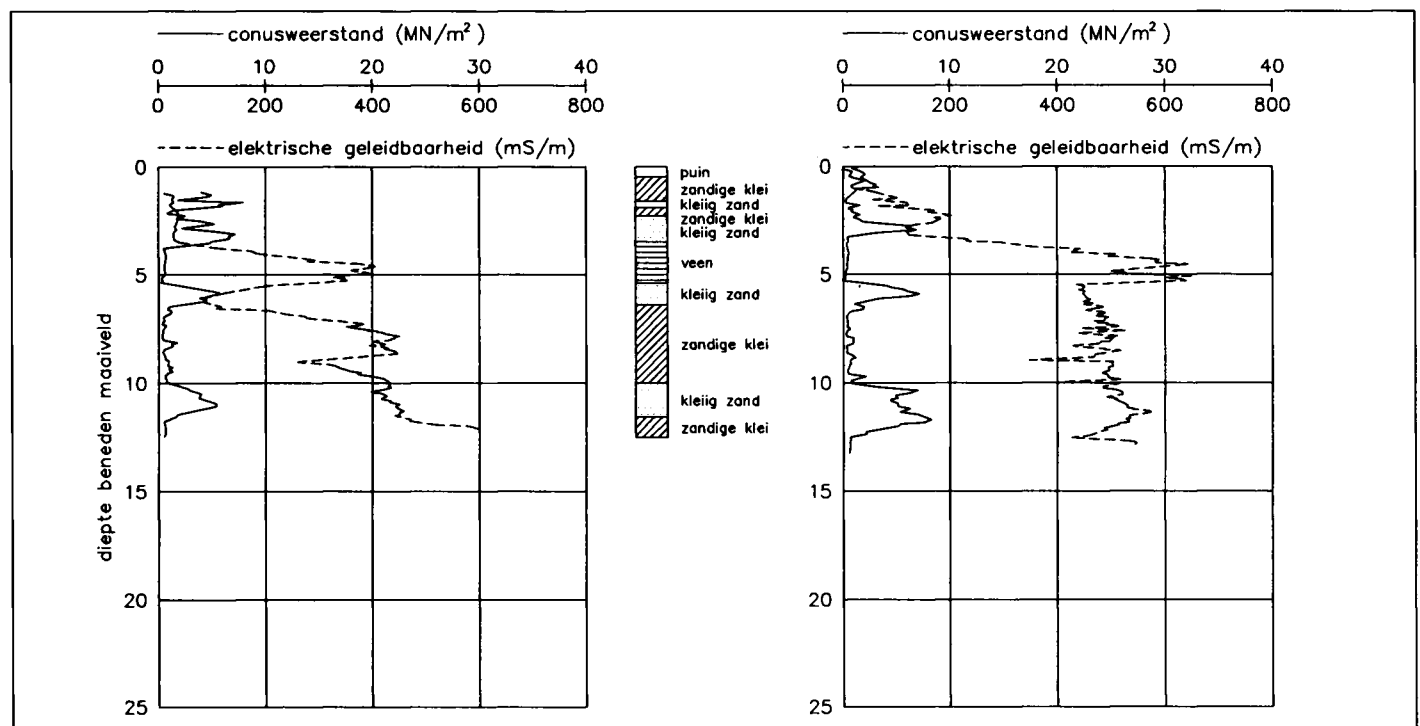 conusweerstand (MN/m²)
0 10 20 30 40
0 200 400 600 800
elektrische geleidbaarheid (mS/m)
0
5
10
15
20
25
diepte beneden maaiveld
puin
zandige klei
kleiig zand
zandige klei
kleiig zand
veen
kleiig zand
zandige klei
kleiig zand
zandige klei
conusweerstand (MN/m²)
0 10 20 30 40
0 200 400 600 800
elektrische geleidbaarheid (mS/m)
0
5
10
15
20
25